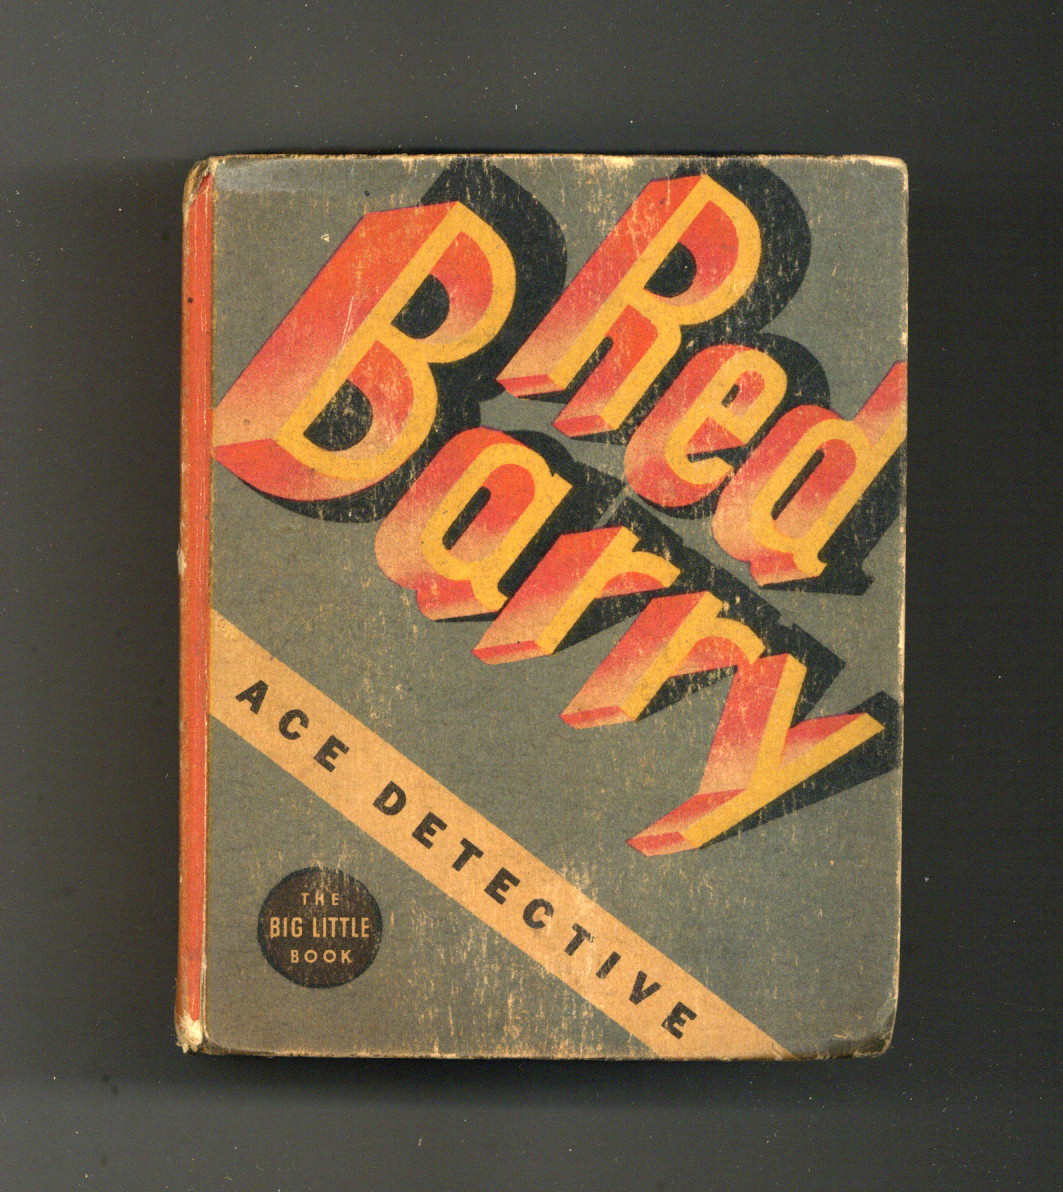 Red
Barry
ACE DETECTIVE
THE
BIG LITTLE
BOOK